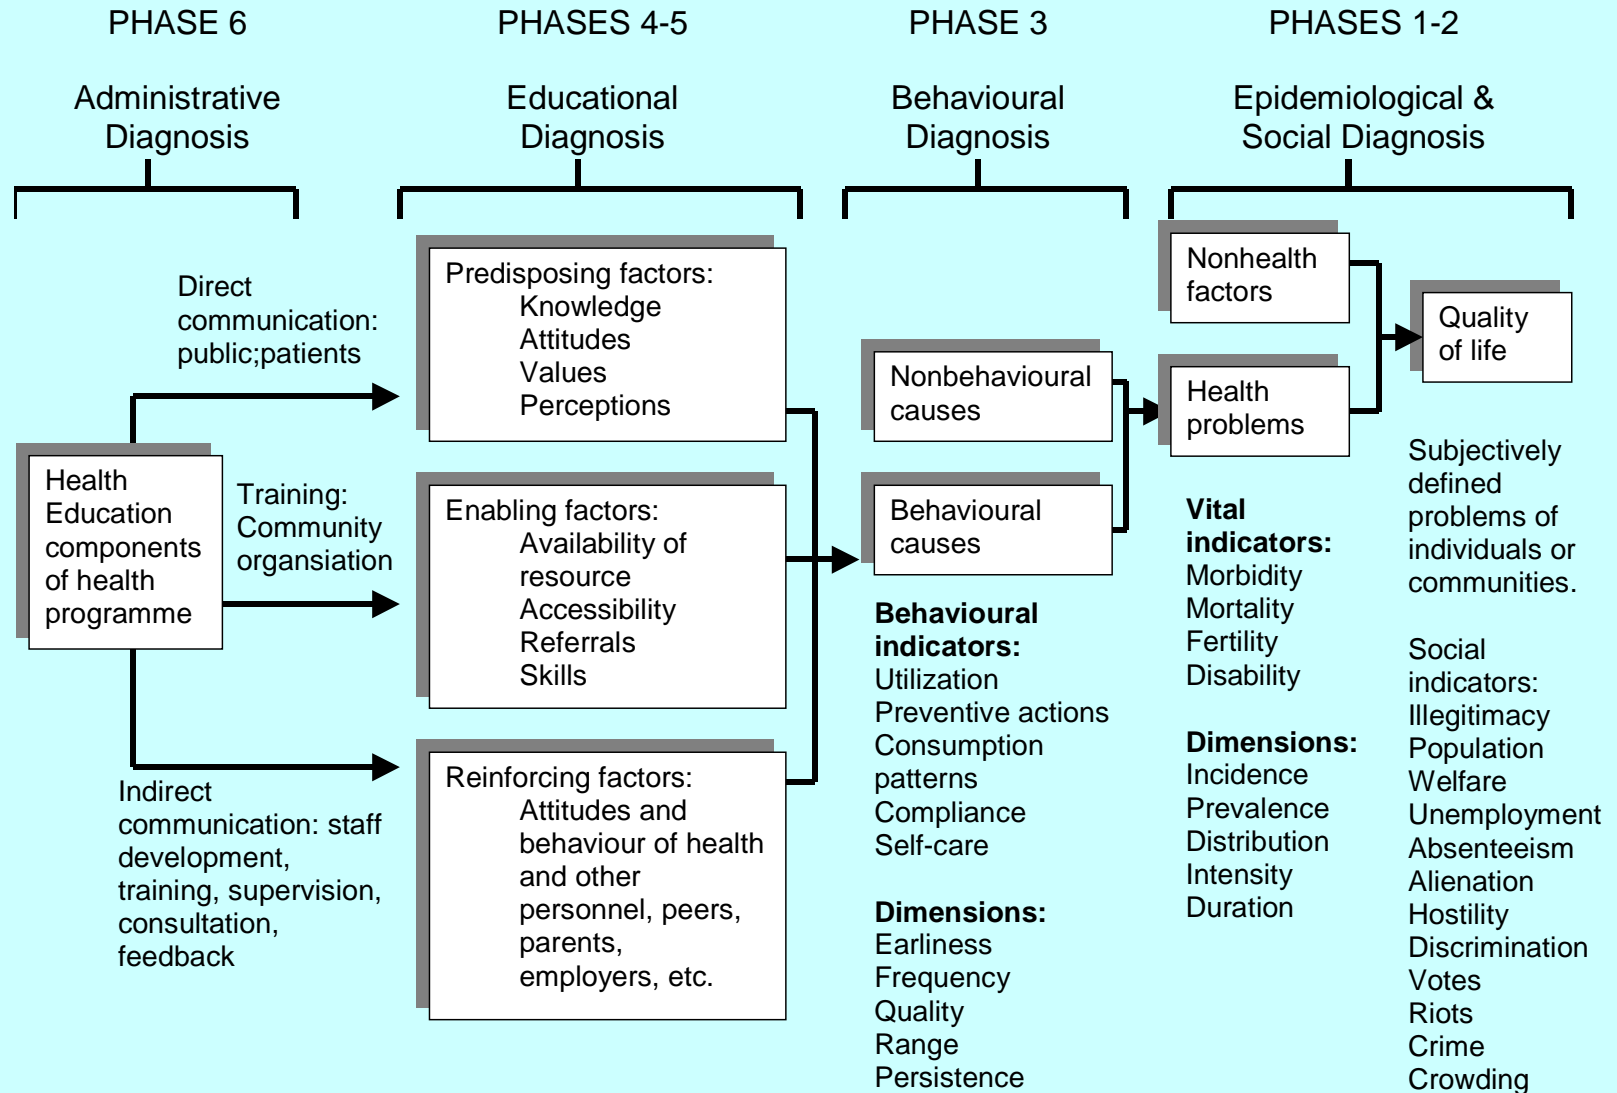 PHASE 6
PHASES 4-5
PHASE 3
PHASES 1-2
Administrative
Diagnosis
Educational
Diagnosis
Behavioural
Diagnosis
Epidemiological &
Social Diagnosis
Direct
communication:
public;patients
Health
Education
components
of health
programme
Training:
Community
organsiation
Indirect
communication: staff
development,
training, supervision,
consultation,
feedback
Predisposing factors:
Knowledge
Attitudes
Values
Perceptions
Enabling factors:
Availability of
resource
Accessibility
Referrals
Skills
Reinforcing factors:
Attitudes and
behaviour of health
and other
personnel, peers,
parents,
employers, etc.
Nonbehavioural
causes
Behavioural
causes
Behavioural
indicators:
Utilization
Preventive actions
Consumption
patterns
Compliance
Self-care
Dimensions:
Earliness
Frequency
Quality
Range
Persistence
Nonhealth
factors
Health
problems
Vital
indicators:
Morbidity
Mortality
Fertility
Disability
Dimensions:
Incidence
Prevalence
Distribution
Intensity
Duration
Quality
of life
Subjectively
defined
problems of
individuals or
communities.
Social
indicators:
Illegitimacy
Population
Welfare
Unemployment
Absenteeism
Alienation
Hostility
Discrimination
Votes
Riots
Crime
Crowding